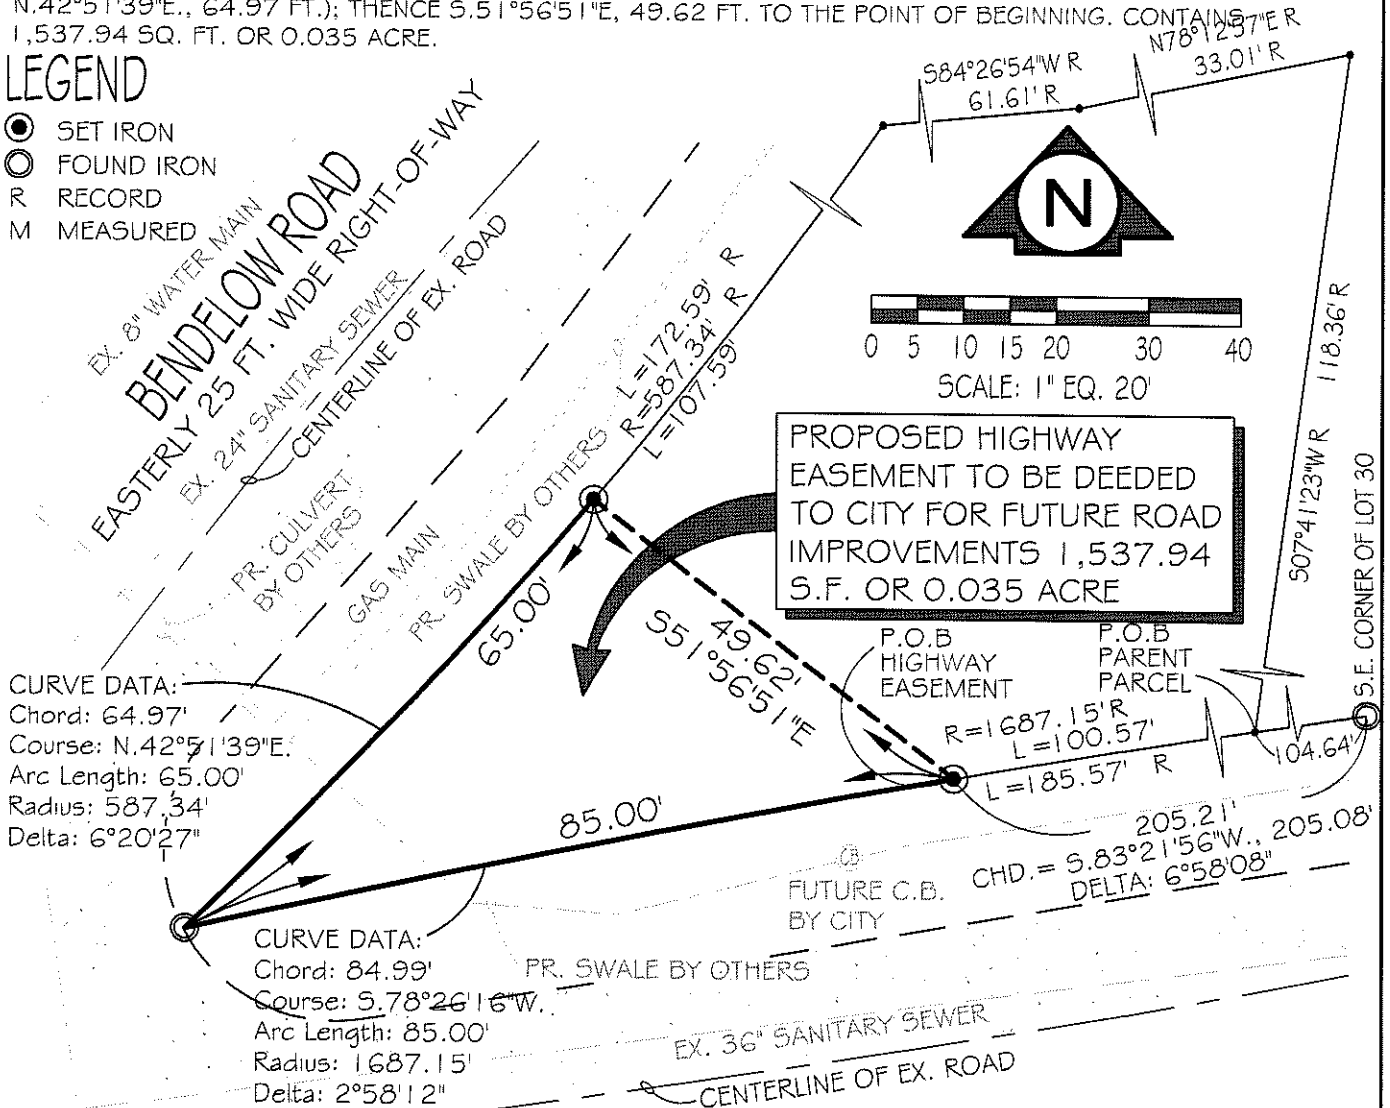 N.42°51'39"E., 64.97 FT.); THENCE S.51°56'51"E, 49.62 FT. TO THE POINT OF BEGINNING. CONTAINS
1,537.94 SQ. FT. OR 0.035 ACRE.
LEGEND
SET IRON
FOUND IRON
R RECORD
M MEASURED
S84°26'54"W R
61.61' R
N78°12'57"E R
33.01' R
N
0 5 10 15 20 30 40
SCALE: 1" EQ. 20'
118.36' R
S07°41'23"W R
S.E. CORNER OF LOT 30
EX. 8" WATER MAIN
BENDELOW ROAD
EASTERLY 25 FT. WIDE RIGHT-OF-WAY
EX. 24" SANITARY SEWER
CENTERLINE OF EX. ROAD
PR. CULVERT
BY OTHERS
GAS MAIN
PR. SWALE BY OTHERS
L=172.59' R
R=587.34' R
L=107.59'
PROPOSED HIGHWAY
EASEMENT TO BE DEEDED
TO CITY FOR FUTURE ROAD
IMPROVEMENTS 1,537.94
S.F. OR 0.035 ACRE
65.00'
49.62'
S51°56'51"E
P.O.B
HIGHWAY
EASEMENT
P.O.B
PARENT
PARCEL
R=1687.15'R
L=100.57'
L=185.57' R
104.64'
205.21'
CHD.= S.83°21'56"W., 205.08'
DELTA: 6°58'08"
CURVE DATA:
Chord: 64.97'
Course: N.42°51'39"E.
Arc Length: 65.00'
Radius: 587.34'
Delta: 6°20'27"
85.00'
CB
FUTURE C.B.
BY CITY
CURVE DATA:
Chord: 84.99'
Course: S.78°26'16"W.
Arc Length: 85.00'
Radius: 1687.15'
Delta: 2°58'12"
PR. SWALE BY OTHERS
EX. 36" SANITARY SEWER
CENTERLINE OF EX. ROAD